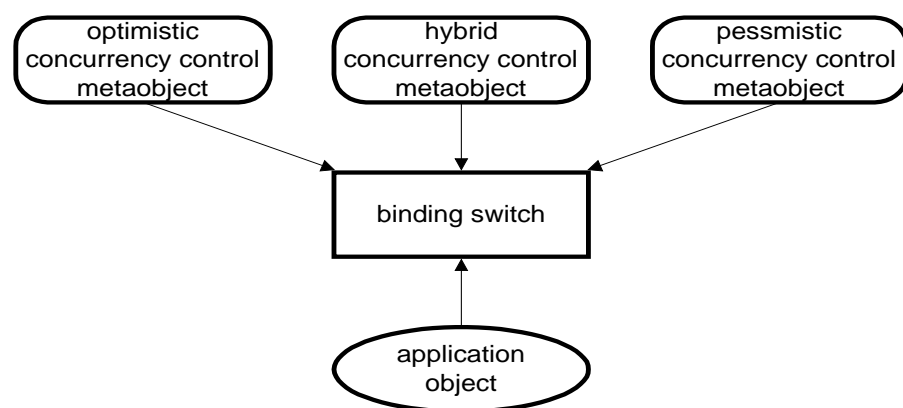 optimistic
concurrency control
metaobject
hybrid
concurrency control
metaobject
pessmistic
concurrency control
metaobject
binding switch
application
object